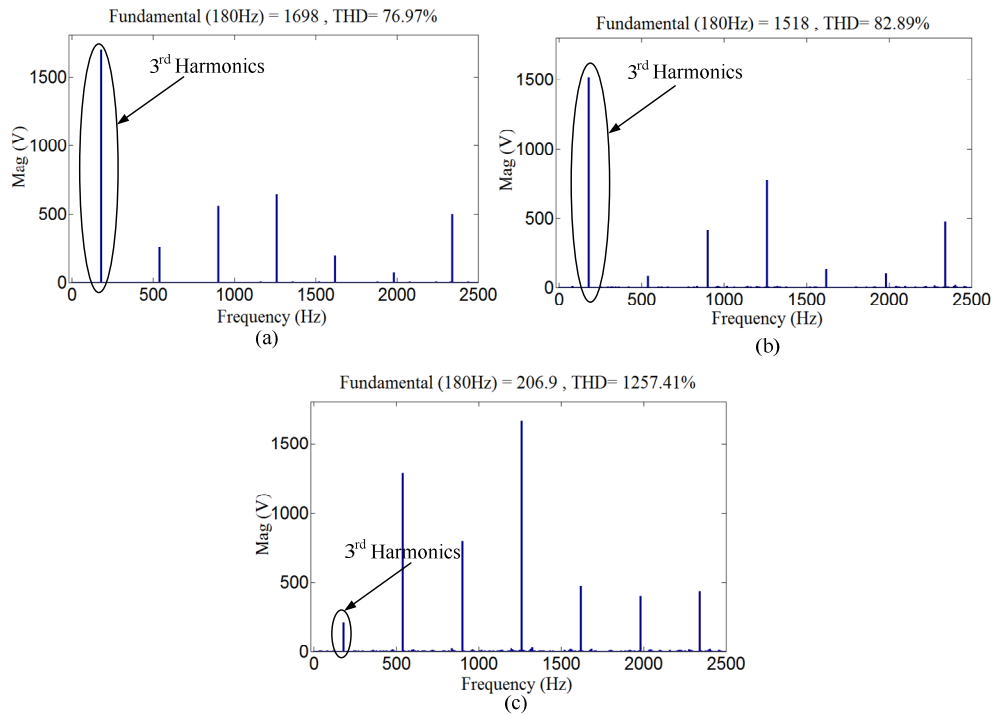 Fundamental (180Hz) = 1698 , THD= 76.97%
3rd Harmonics
Mag (V)
1500
1000
500
0
0 500 1000 1500 2000 2500
Frequency (Hz)
(a)
Fundamental (180Hz) = 1518 , THD= 82.89%
3rd Harmonics
Mag (V)
1500
1000
500
0
0 500 1000 1500 2000 2500
Frequency (Hz)
(b)
Fundamental (180Hz) = 206.9 , THD= 1257.41%
3rd Harmonics
Mag (V)
1500
1000
500
0
0 500 1000 1500 2000 2500
Frequency (Hz)
(c)